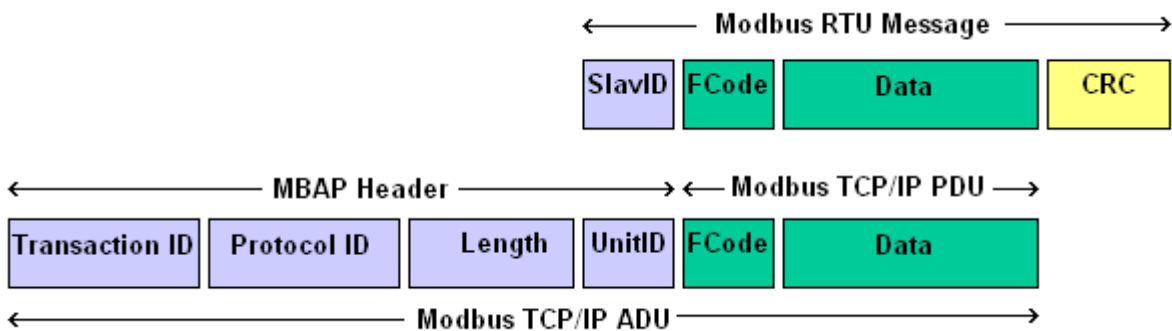 Modbus RTU Message
SlavID FCode Data CRC
MBAP Header Modbus TCP/IP PDU
Transaction ID Protocol ID Length UnitID FCode Data
Modbus TCP/IP ADU